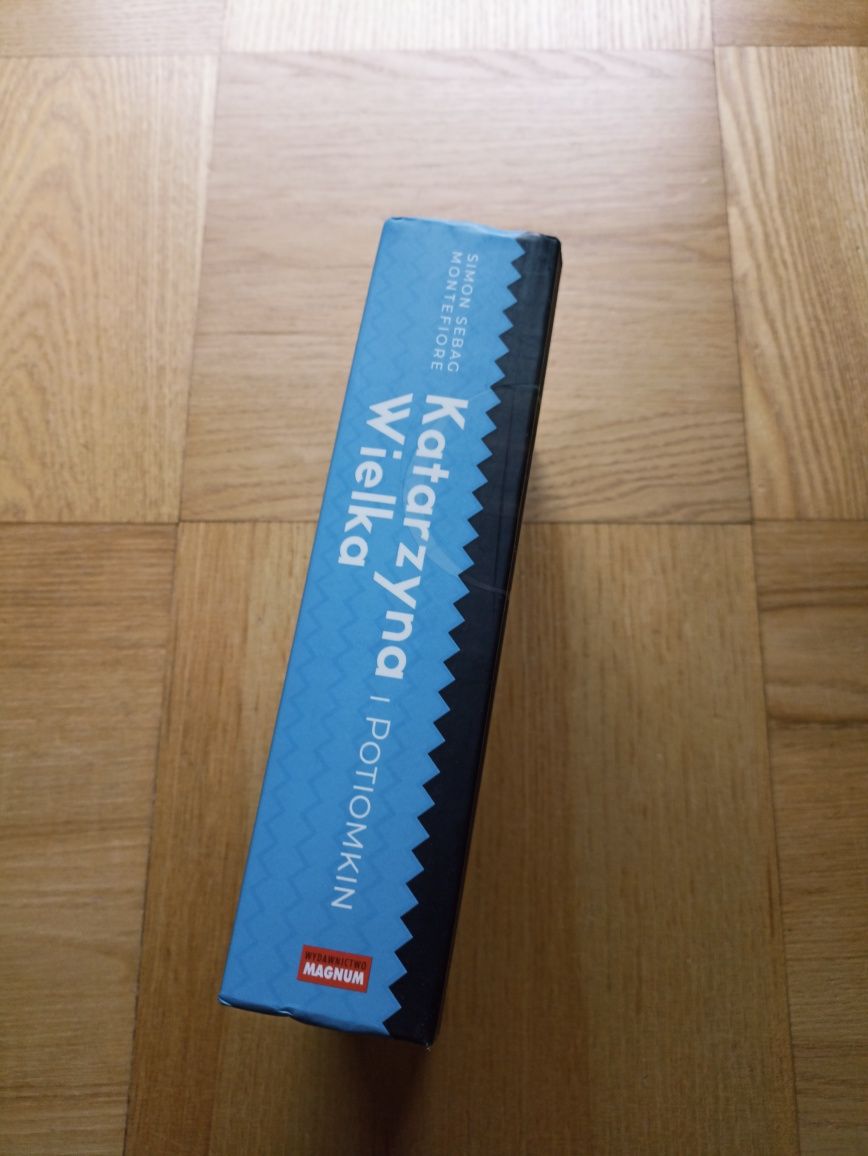 SIMON SEBAG
MONTEFIORE
Katarzyna
Wielka
I POTIOMKIN
WYDAWNICTWO
MAGNUM